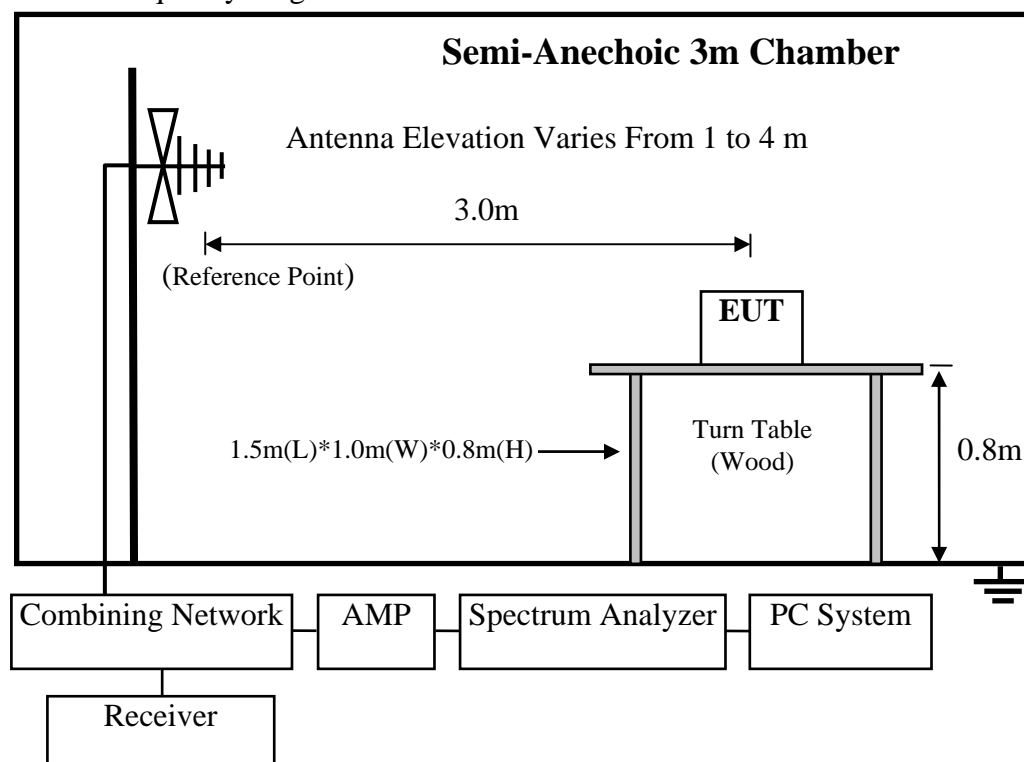 Semi-Anechoic 3m Chamber
Antenna Elevation Varies From 1 to 4 m
3.0m
(Reference Point)
EUT
1.5m(L)*1.0m(W)*0.8m(H)
Turn Table
(Wood)
0.8m
Combining Network
AMP
Spectrum Analyzer
PC System
Receiver